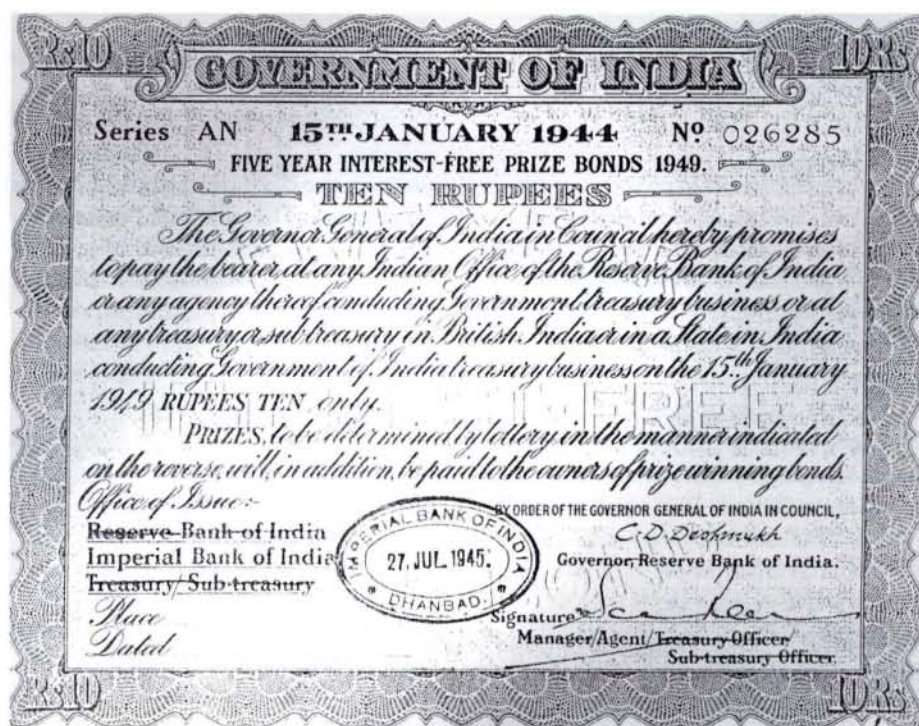 Rs10 10Rs
GOVERNMENT OF INDIA
Series AN 15TH JANUARY 1944 No 026285
FIVE YEAR INTEREST-FREE PRIZE BONDS 1949.
TEN RUPEES
The Governor General of India in Council hereby promises
to pay the bearer, at any Indian Office of the Reserve Bank of India
or any agency thereof conducting Government treasury business or at
any treasury or sub treasury in British India or in a State in India
conducting Government of India treasury business on the 15th January
1949 RUPEES TEN only.
PRIZES, to be determined by lottery in the manner indicated
on the reverse, will, in addition, be paid to the owners of prize winning bonds.
Office of Issue:-
Reserve Bank of India
Imperial Bank of India
Treasury/Sub-treasury
Place
Dated
IMPERIAL BANK OF INDIA
27. JUL. 1945.
DHANBAD.
BY ORDER OF THE GOVERNOR GENERAL OF INDIA IN COUNCIL,
C. D. Deshmukh
Governor, Reserve Bank of India.
Signature
Manager/Agent/Treasury Officer/
Sub-treasury Officer.
Rs10 10Rs
FREE